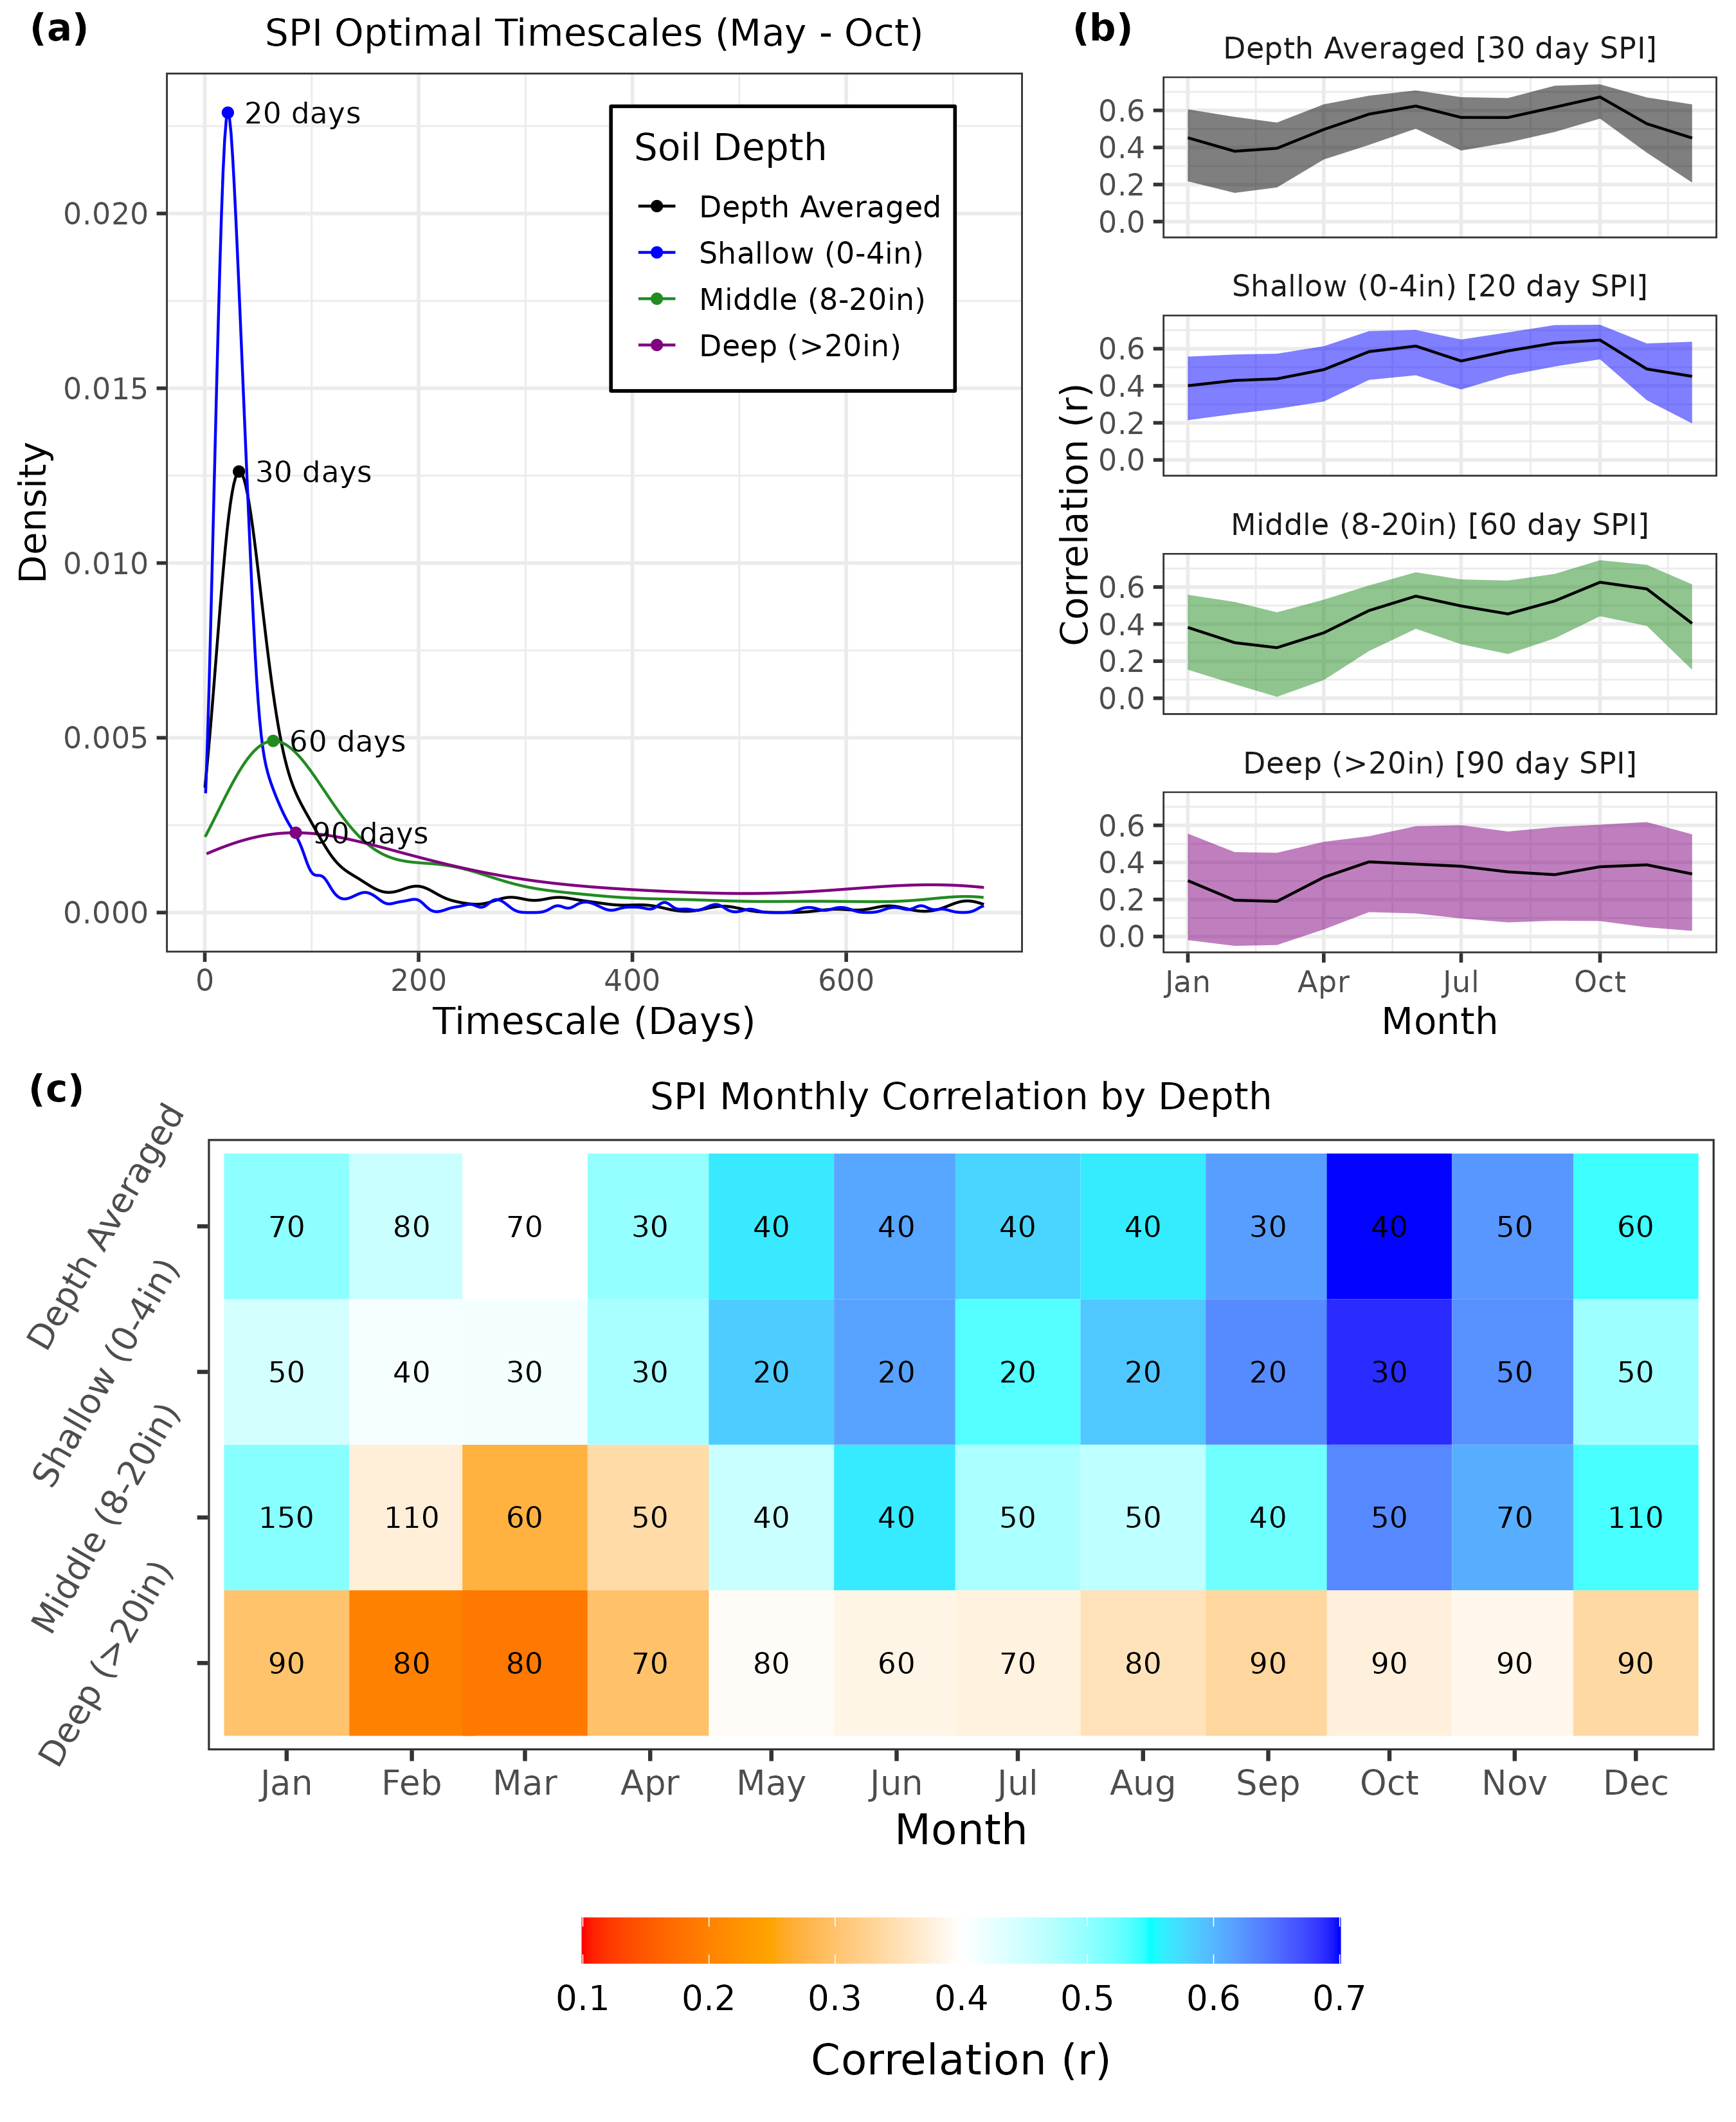 (a)
SPI Optimal Timescales (May - Oct)
Density
0.020
0.015
0.010
0.005
0.000
20 days
30 days
60 days
90 days
Soil Depth
Depth Averaged
Shallow (0-4in)
Middle (8-20in)
Deep (>20in)
0 200 400 600
Timescale (Days)
(b)
Correlation (r)
Depth Averaged [30 day SPI]
0.6
0.4
0.2
0.0
Shallow (0-4in) [20 day SPI]
0.6
0.4
0.2
0.0
Middle (8-20in) [60 day SPI]
0.6
0.4
0.2
0.0
Deep (>20in) [90 day SPI]
0.6
0.4
0.2
0.0
Jan Apr Jul Oct
Month
(c)
SPI Monthly Correlation by Depth
Depth Averaged
70 80 70 30 40 40 40 40 30 40 50 60
Shallow (0-4in)
50 40 30 30 20 20 20 20 20 30 50 50
Middle (8-20in)
150 110 60 50 40 40 50 50 40 50 70 110
Deep (>20in)
90 80 80 70 80 60 70 80 90 90 90 90
Jan Feb Mar Apr May Jun Jul Aug Sep Oct Nov Dec
Month
0.1 0.2 0.3 0.4 0.5 0.6 0.7
Correlation (r)